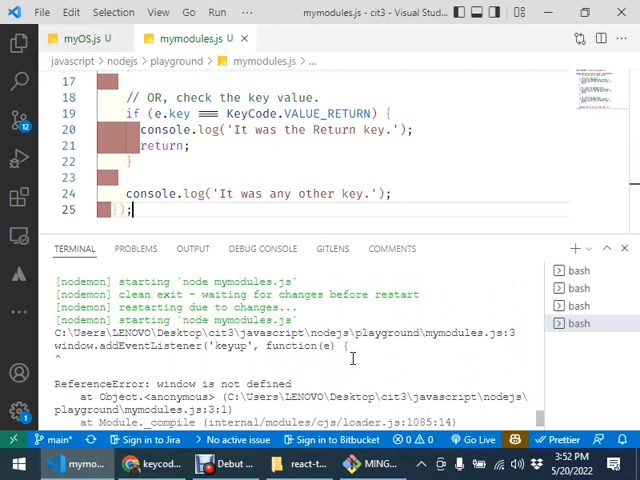 File Edit Selection View Go Run ... mymodules.js - cit3 - Visual Stud...
myOS.js U mymodules.js U
javascript > nodejs > playground > mymodules.js > ...
17
18 // OR, check the key value.
19 if (e.key === KeyCode.VALUE_RETURN) {
20 console.log('It was the Return key.');
21 return;
22 }
23
24 console.log('It was any other key.');
25 });
TERMINAL PROBLEMS OUTPUT DEBUG CONSOLE GITLENS COMMENTS
[nodemon] starting `node mymodules.js`
[nodemon] clean exit - waiting for changes before restart
[nodemon] restarting due to changes...
[nodemon] starting `node mymodules.js`
C:\Users\LENOVO\Desktop\cit3\javascript\nodejs\playground\mymodules.js:3
window.addEventListener('keyup', function(e) {
^
ReferenceError: window is not defined
at Object.<anonymous> (C:\Users\LENOVO\Desktop\cit3\javascript\nodejs\
playground\mymodules.js:3:1)
at Module._compile (internal/modules/cjs/loader.js:1085:14)
bash
bash
bash
bash
12
main* Sign in to Jira No active issue Sign in to Bitbucket 0 0 Go Live Prettier
mymo... keycod... Debut ... react-t... MING... 3:52 PM
5/20/2022